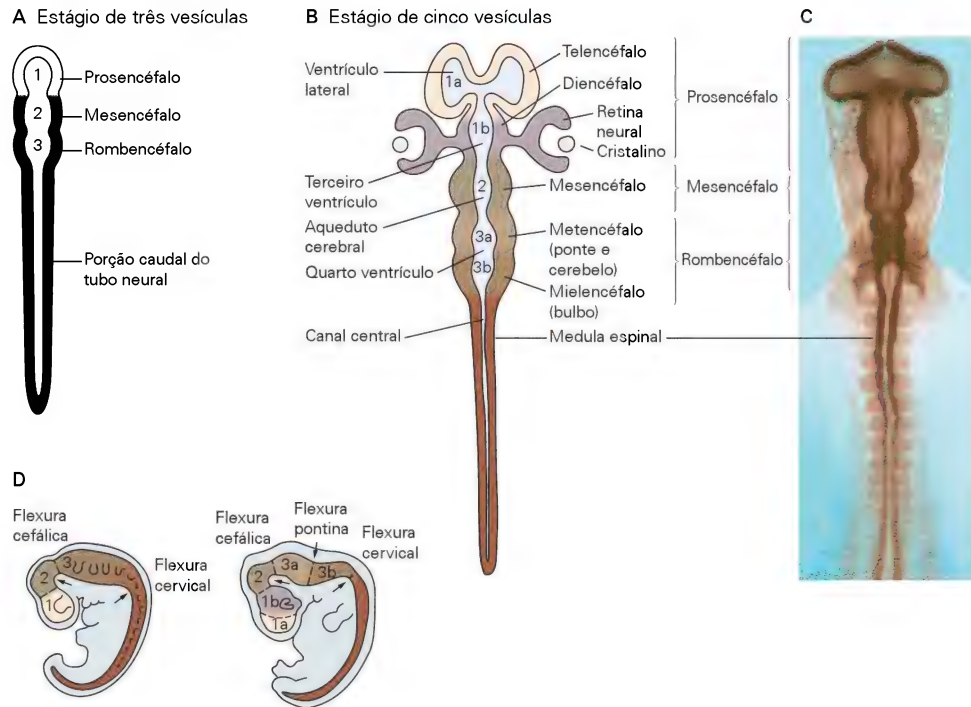 A Estágio de três vesículas
1
Prosencéfalo
2
Mesencéfalo
3
Rombencéfalo
Porção caudal do
tubo neural
B Estágio de cinco vesículas
Ventrículo
lateral
1a
Telencéfalo
Diencéfalo
1b
Retina
neural
Cristalino
Terceiro
ventrículo
2
Mesencéfalo
Aqueduto
cerebral
3a
Metencéfalo
(ponte e
cerebelo)
Quarto ventrículo
3b
Mielencéfalo
(bulbo)
Canal central
Medula espinal
Prosencéfalo
Mesencéfalo
Rombencéfalo
C
D
Flexura
cefálica
3
2
1
Flexura
cervical
Flexura
cefálica
Flexura
pontina
Flexura
cervical
3a
3b
2
1b
1a